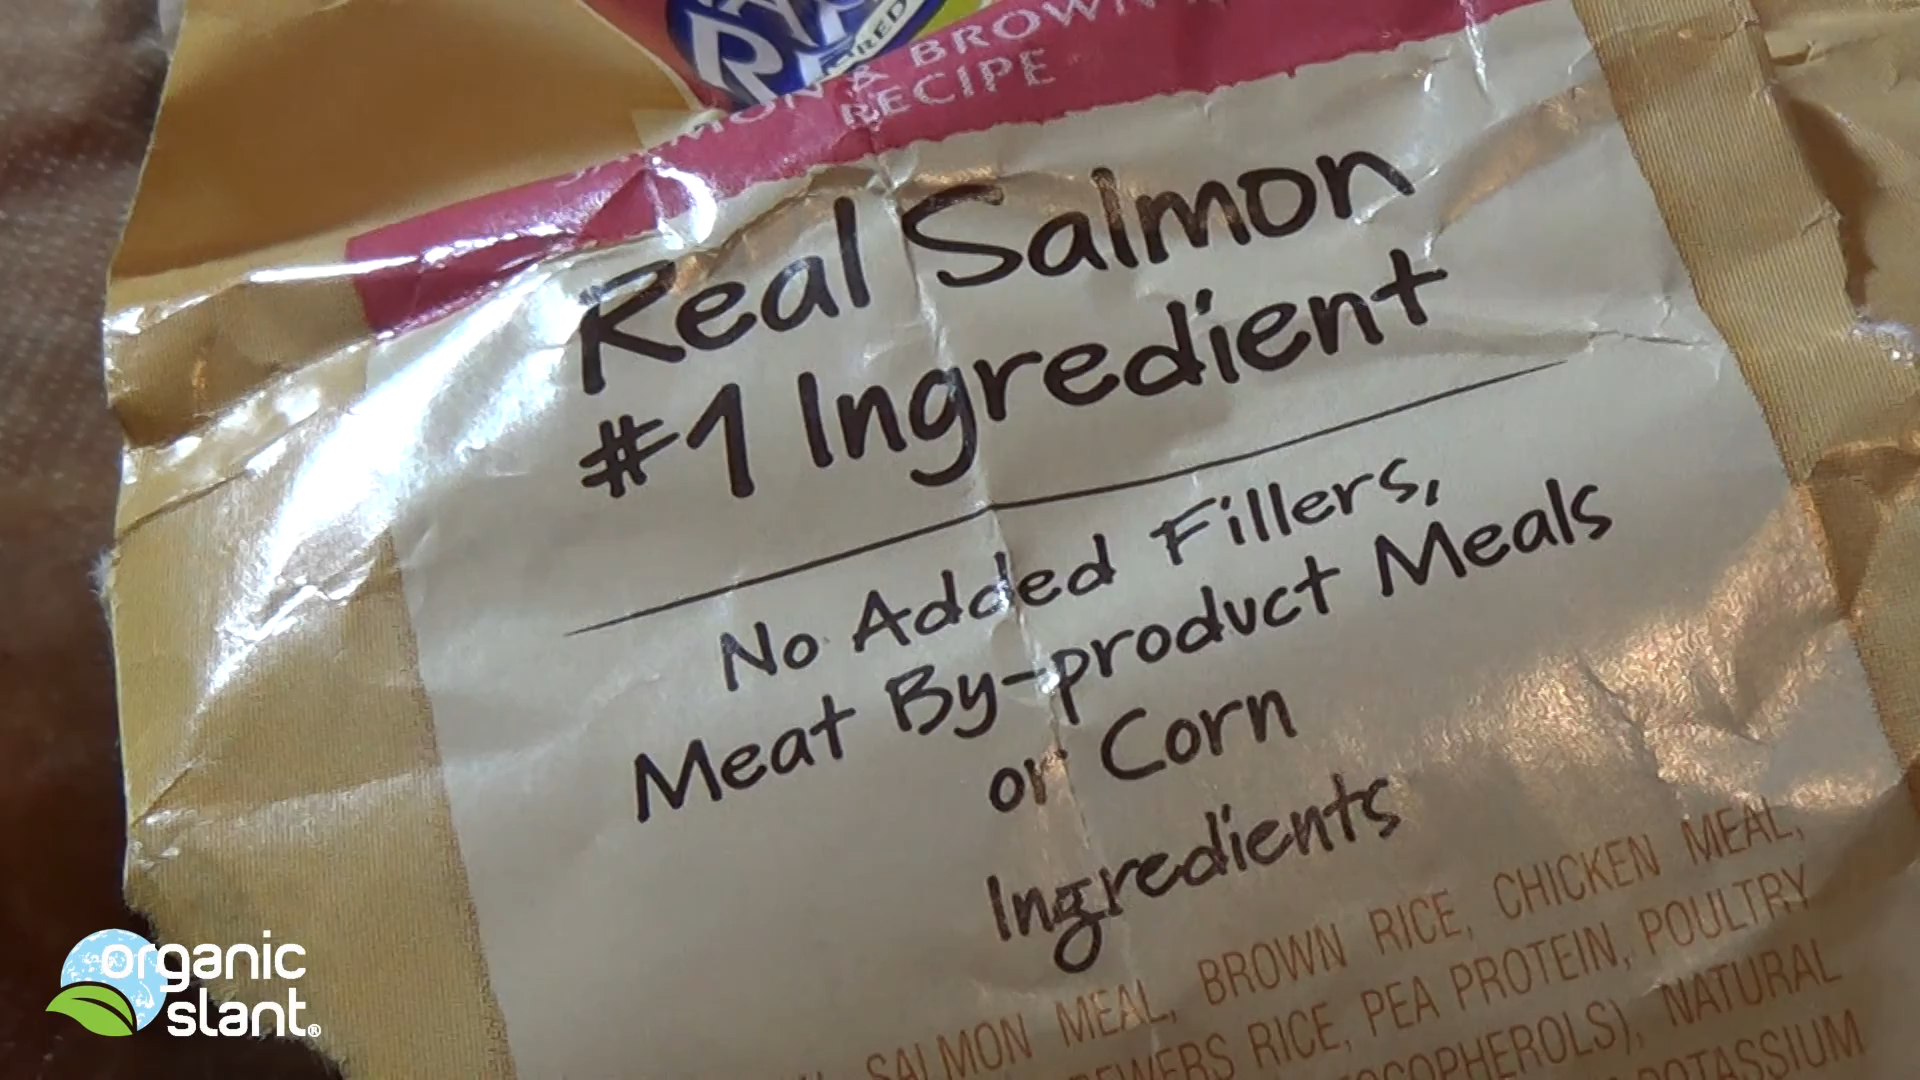 & BROWN
RECIPE
Real Salmon
#1 Ingredient
No Added Fillers,
Meat By-product Meals
or Corn
Ingredients
SALMON MEAL, BROWN RICE, CHICKEN MEAL,
RICE, PEA PROTEIN, POULTRY
NATURAL
POTASSIUM
organic
slant®